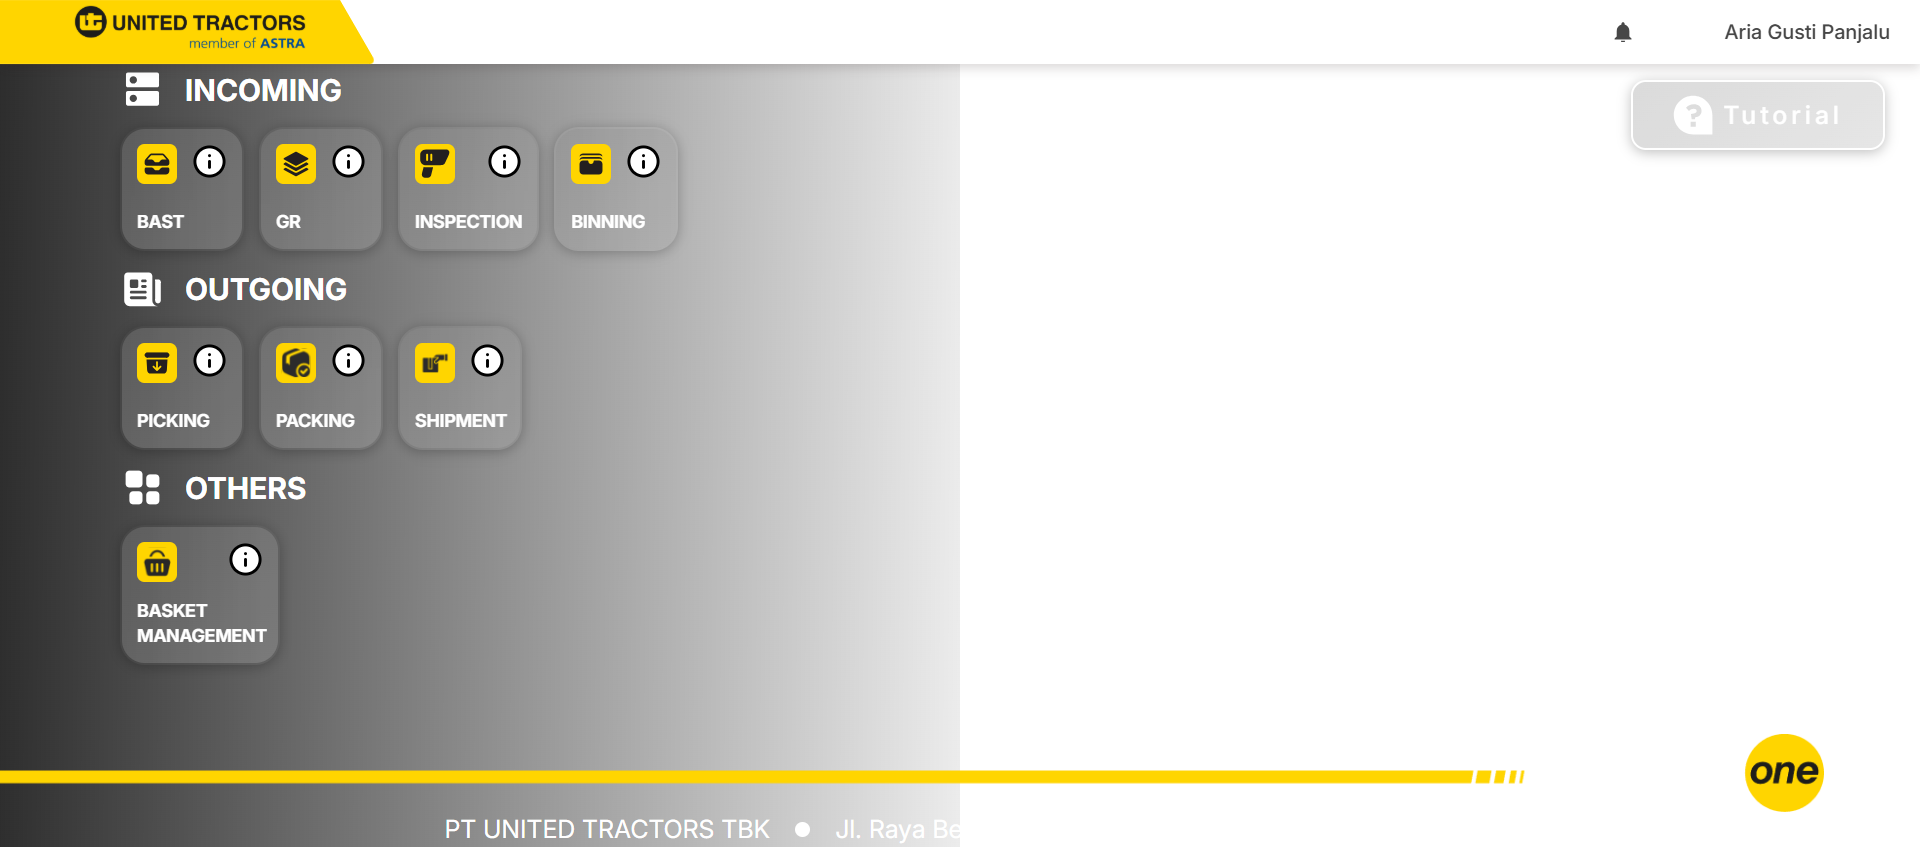 UNITED TRACTORS
member of ASTRA
Aria Gusti Panjalu
Tutorial
INCOMING
BAST
GR
INSPECTION
BINNING
OUTGOING
PICKING
PACKING
SHIPMENT
OTHERS
BASKET
MANAGEMENT
one
PT UNITED TRACTORS TBK ● Jl. Raya Be